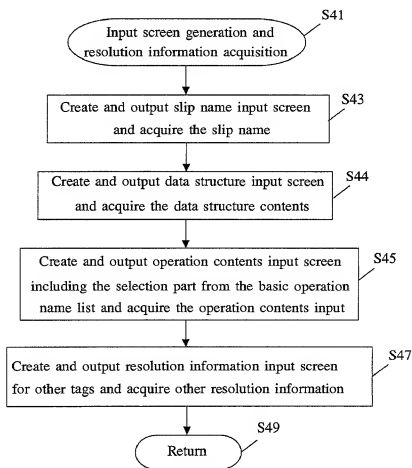 S41
Input screen generation and
resolution information acquisition
S43
Create and output slip name input screen
and acquire the slip name
S44
Create and output data structure input screen
and acquire the data structure contents
S45
Create and output operation contents input screen
including the selection part from the basic operation
name list and acquire the operation contents input
S47
Create and output resolution information input screen
for other tags and acquire other resolution information
S49
Return